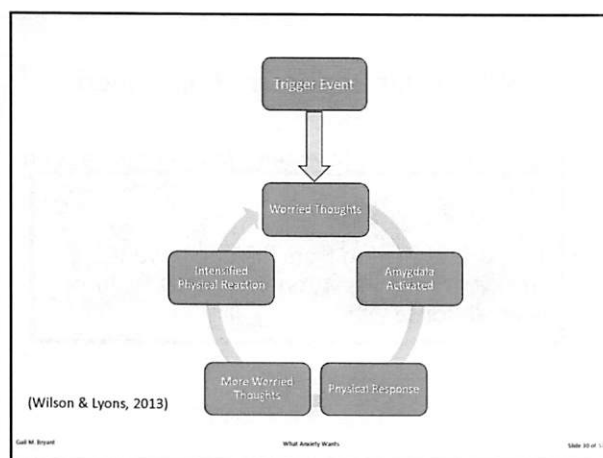 Trigger Event
Worried Thoughts
Amygdala
Activated
Physical Response
More Worried
Thoughts
Intensified
Physical Reaction
(Wilson & Lyons, 2013)
Gail M. Bryant
What Anxiety Wants